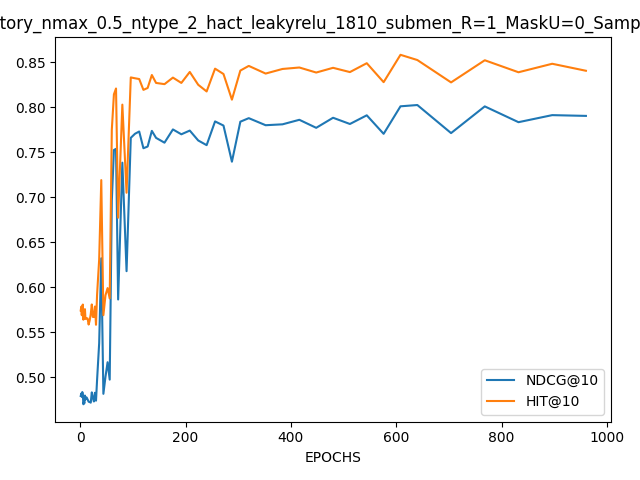 tory_nmax_0.5_ntype_2_hact_leakyrelu_1810_submen_R=1_MaskU=0_Samp
0.85
0.80
0.75
0.70
0.65
0.60
0.55
0.50
NDCG@10
HIT@10
0 200 400 600 800 1000
EPOCHS